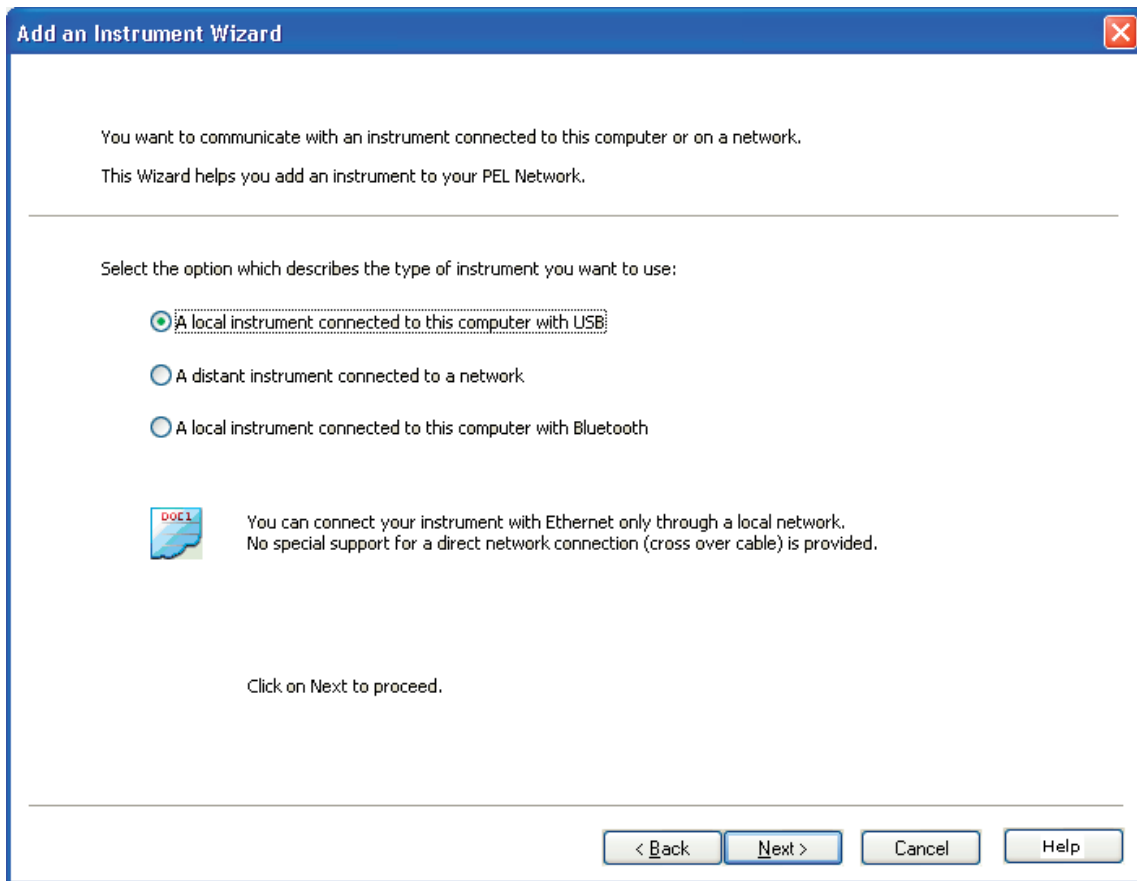 Add an Instrument Wizard
You want to communicate with an instrument connected to this computer or on a network.
This Wizard helps you add an instrument to your PEL Network.
Select the option which describes the type of instrument you want to use:
A local instrument connected to this computer with USB
A distant instrument connected to a network
A local instrument connected to this computer with Bluetooth
DOC1
You can connect your instrument with Ethernet only through a local network.
No special support for a direct network connection (cross over cable) is provided.
Click on Next to proceed.
< Back Next > Cancel Help